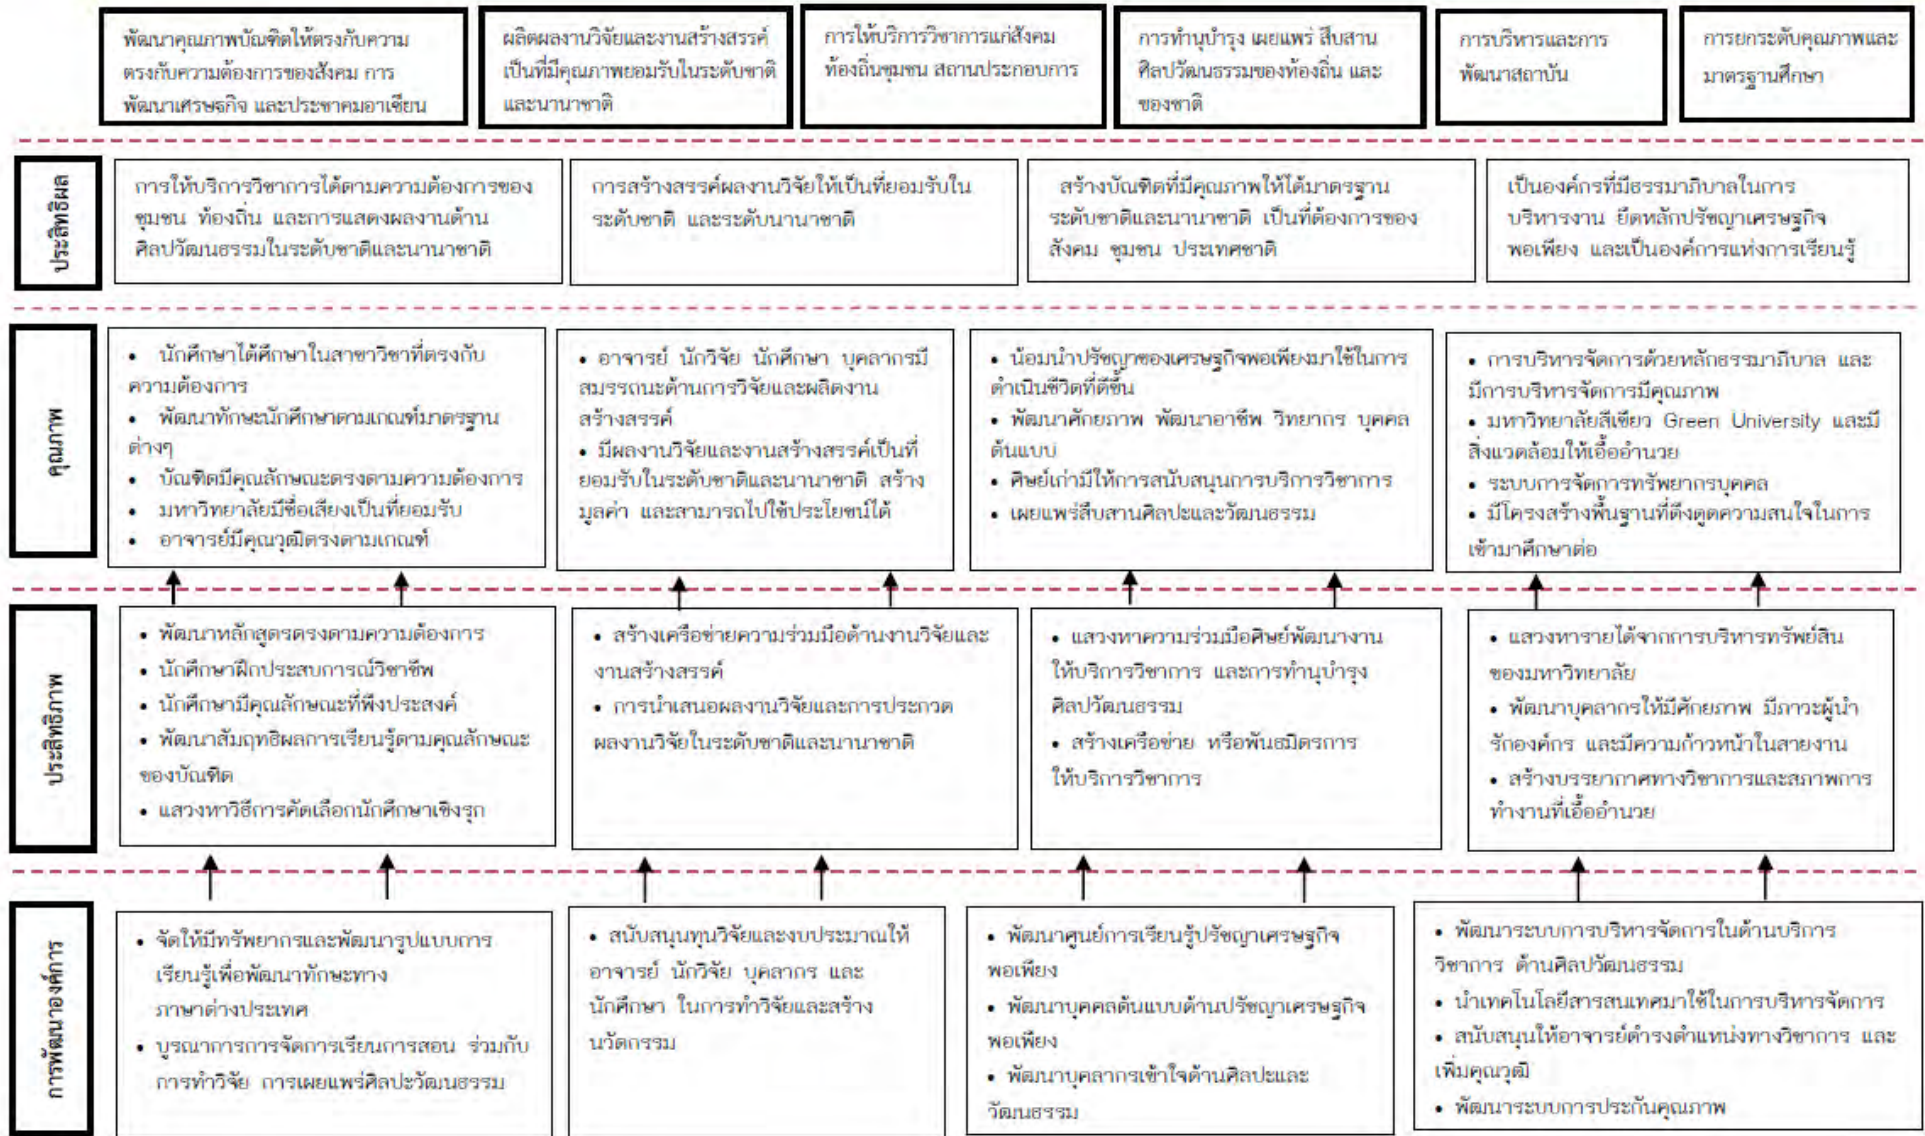 พัฒนาคุณภาพบัณฑิตให้ตรงกับความ
ตรงกับความต้องการของสังคม การ
พัฒนาเศรษฐกิจ และประชาคมอาเซียน
ผลิตผลงานวิจัยและงานสร้างสรรค์
เป็นที่มีคุณภาพยอมรับในระดับชาติ
และนานาชาติ
การให้บริการวิชาการแก่สังคม
ท้องถิ่นชุมชน สถานประกอบการ
การทำนุบำรุง เผยแพร่ สืบสาน
ศิลปวัฒนธรรมของท้องถิ่น และ
ของชาติ
การบริหารและการ
พัฒนาสถาบัน
การยกระดับคุณภาพและ
มาตรฐานศึกษา
ประสิทธิผล
การให้บริการวิชาการได้ตามความต้องการของ
ชุมชน ท้องถิ่น และการแสดงผลงานด้าน
ศิลปวัฒนธรรมในระดับชาติและนานาชาติ
การสร้างสรรค์ผลงานวิจัยให้เป็นที่ยอมรับใน
ระดับชาติ และระดับนานาชาติ
สร้างบัณฑิตที่มีคุณภาพให้ได้มาตรฐาน
ระดับชาติและนานาชาติ เป็นที่ต้องการของ
สังคม ชุมชน ประเทศชาติ
เป็นองค์กรที่มีธรรมาภิบาลในการ
บริหารงาน ยึดหลักปรัชญาเศรษฐกิจ
พอเพียง และเป็นองค์การแห่งการเรียนรู้
คุณภาพ
• นักศึกษาได้ศึกษาในสาขาวิชาที่ตรงกับ
ความต้องการ
• พัฒนาทักษะนักศึกษาตามเกณฑ์มาตรฐาน
ต่างๆ
• บัณฑิตมีคุณลักษณะตรงตามความต้องการ
• มหาวิทยาลัยมีชื่อเสียงเป็นที่ยอมรับ
• อาจารย์มีคุณวุฒิตรงตามเกณฑ์
• อาจารย์ นักวิจัย นักศึกษา บุคลากรมี
สมรรถนะด้านการวิจัยและผลิตงาน
สร้างสรรค์
• มีผลงานวิจัยและงานสร้างสรรค์เป็นที่
ยอมรับในระดับชาติและนานาชาติ สร้าง
มูลค่า และสามารถไปใช้ประโยชน์ได้
• น้อมนำปรัชญาของเศรษฐกิจพอเพียงมาใช้ในการ
ดำเนินชีวิตที่ดีขึ้น
• พัฒนาศักยภาพ พัฒนาอาชีพ วิทยากร บุคคล
ต้นแบบ
• ศิษย์เก่ามีให้การสนับสนุนการบริการวิชาการ
• เผยแพร่สืบสานศิลปะและวัฒนธรรม
• การบริหารจัดการด้วยหลักธรรมาภิบาล และ
มีการบริหารจัดการมีคุณภาพ
• มหาวิทยาลัยสีเขียว Green University และมี
สิ่งแวดล้อมให้เอื้ออำนวย
• ระบบการจัดการทรัพยากรบุคคล
• มีโครงสร้างพื้นฐานที่ดึงดูดความสนใจในการ
เข้ามาศึกษาต่อ
ประสิทธิภาพ
• พัฒนาหลักสูตรตรงตามความต้องการ
• นักศึกษาฝึกประสบการณ์วิชาชีพ
• นักศึกษามีคุณลักษณะที่พึงประสงค์
• พัฒนาสัมฤทธิผลการเรียนรู้ตามคุณลักษณะ
ของบัณฑิต
• แสวงหาวิธีการคัดเลือกนักศึกษาเชิงรุก
• สร้างเครือข่ายความร่วมมือด้านงานวิจัยและ
งานสร้างสรรค์
• การนำเสนอผลงานวิจัยและการประกวด
ผลงานวิจัยในระดับชาติและนานาชาติ
• แสวงหาความร่วมมือศิษย์พัฒนางาน
ให้บริการวิชาการ และการทำนุบำรุง
ศิลปวัฒนธรรม
• สร้างเครือข่าย หรือพันธมิตรการ
ให้บริการวิชาการ
• แสวงหารายได้จากการบริหารทรัพย์สิน
ของมหาวิทยาลัย
• พัฒนาบุคลากรให้มีศักยภาพ มีภาวะผู้นำ
รักองค์กร และมีความก้าวหน้าในสายงาน
• สร้างบรรยากาศทางวิชาการและสภาพการ
ทำงานที่เอื้ออำนวย
การพัฒนาองค์การ
• จัดให้มีทรัพยากรและพัฒนารูปแบบการ
เรียนรู้เพื่อพัฒนาทักษะทาง
ภาษาต่างประเทศ
• บูรณาการการจัดการเรียนการสอน ร่วมกับ
การทำวิจัย การเผยแพร่ศิลปะวัฒนธรรม
• สนับสนุนทุนวิจัยและงบประมาณให้
อาจารย์ นักวิจัย บุคลากร และ
นักศึกษา ในการทำวิจัยและสร้าง
นวัตกรรม
• พัฒนาศูนย์การเรียนรู้ปรัชญาเศรษฐกิจ
พอเพียง
• พัฒนาบุคคลต้นแบบด้านปรัชญาเศรษฐกิจ
พอเพียง
• พัฒนาบุคลากรเข้าใจด้านศิลปะและ
วัฒนธรรม
• พัฒนาระบบการบริหารจัดการในด้านบริการ
วิชาการ ด้านศิลปวัฒนธรรม
• นำเทคโนโลยีสารสนเทศมาใช้ในการบริหารจัดการ
• สนับสนุนให้อาจารย์ดำรงตำแหน่งทางวิชาการ และ
เพิ่มคุณวุฒิ
• พัฒนาระบบการประกันคุณภาพ